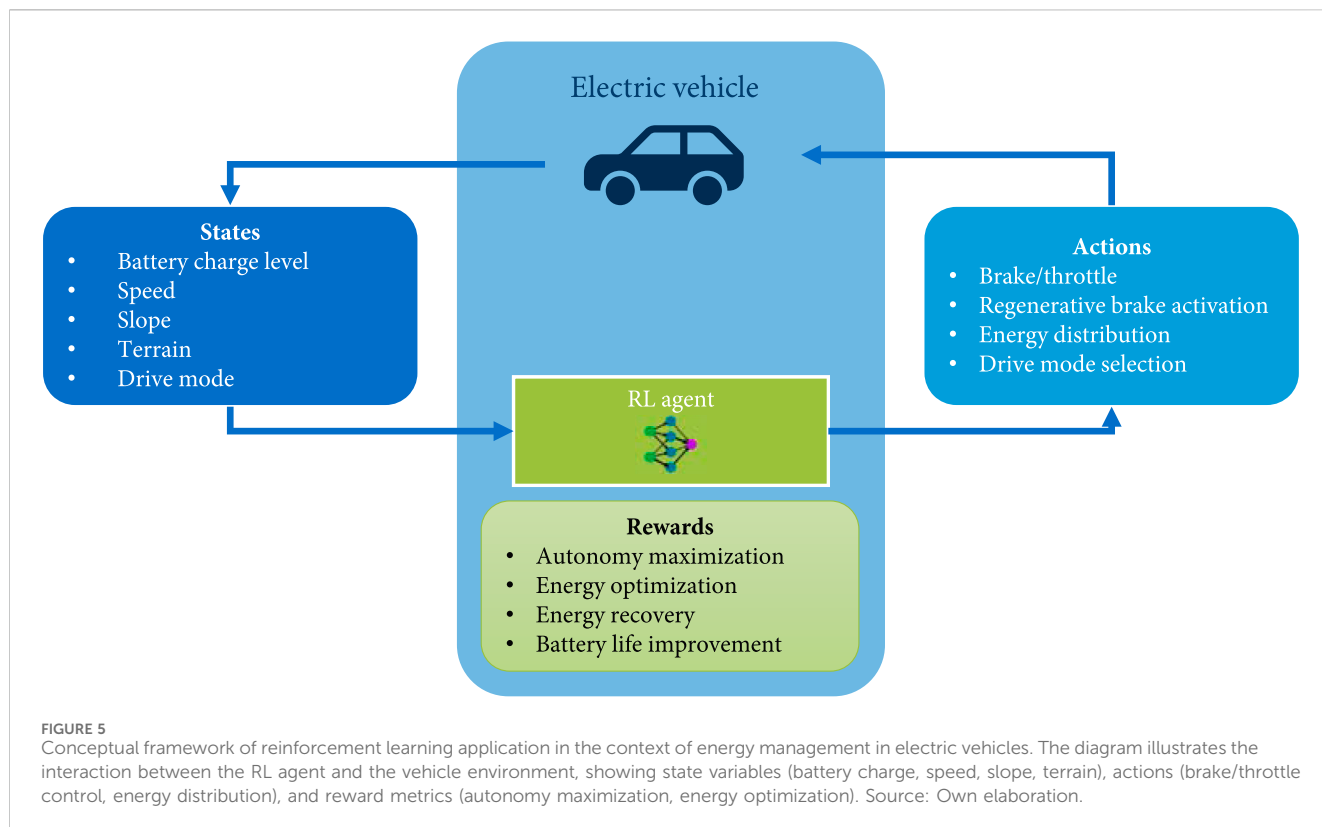 Electric vehicle
States
• Battery charge level
• Speed
• Slope
• Terrain
• Drive mode
Actions
• Brake/throttle
• Regenerative brake activation
• Energy distribution
• Drive mode selection
RL agent
Rewards
• Autonomy maximization
• Energy optimization
• Energy recovery
• Battery life improvement
FIGURE 5
Conceptual framework of reinforcement learning application in the context of energy management in electric vehicles. The diagram illustrates the
interaction between the RL agent and the vehicle environment, showing state variables (battery charge, speed, slope, terrain), actions (brake/throttle
control, energy distribution), and reward metrics (autonomy maximization, energy optimization). Source: Own elaboration.